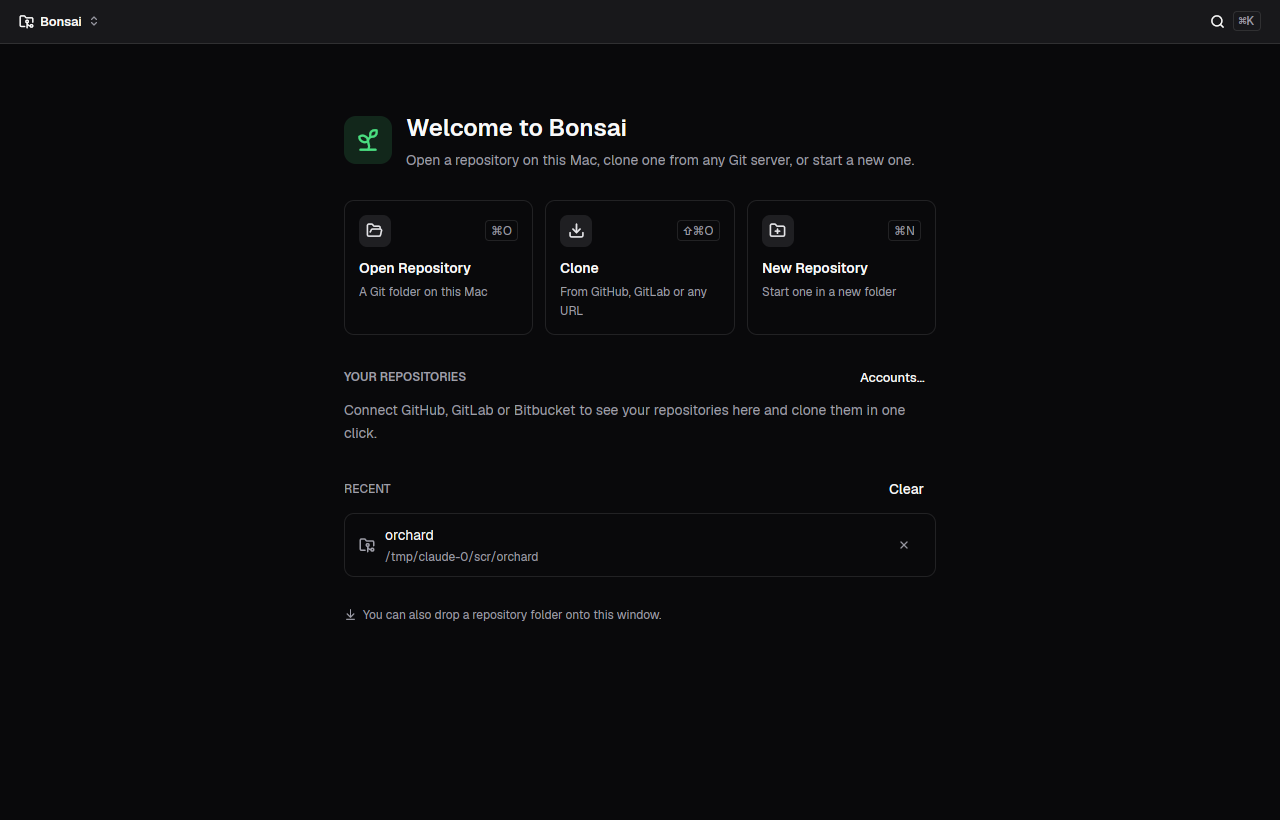 Bonsai
⌘K
Welcome to Bonsai
Open a repository on this Mac, clone one from any Git server, or start a new one.
⌘O
⇧⌘O
⌘N
Open Repository
Clone
New Repository
A Git folder on this Mac
From GitHub, GitLab or any
URL
Start one in a new folder
YOUR REPOSITORIES
Accounts…
Connect GitHub, GitLab or Bitbucket to see your repositories here and clone them in one
click.
RECENT
Clear
orchard
/tmp/claude-0/scr/orchard
You can also drop a repository folder onto this window.